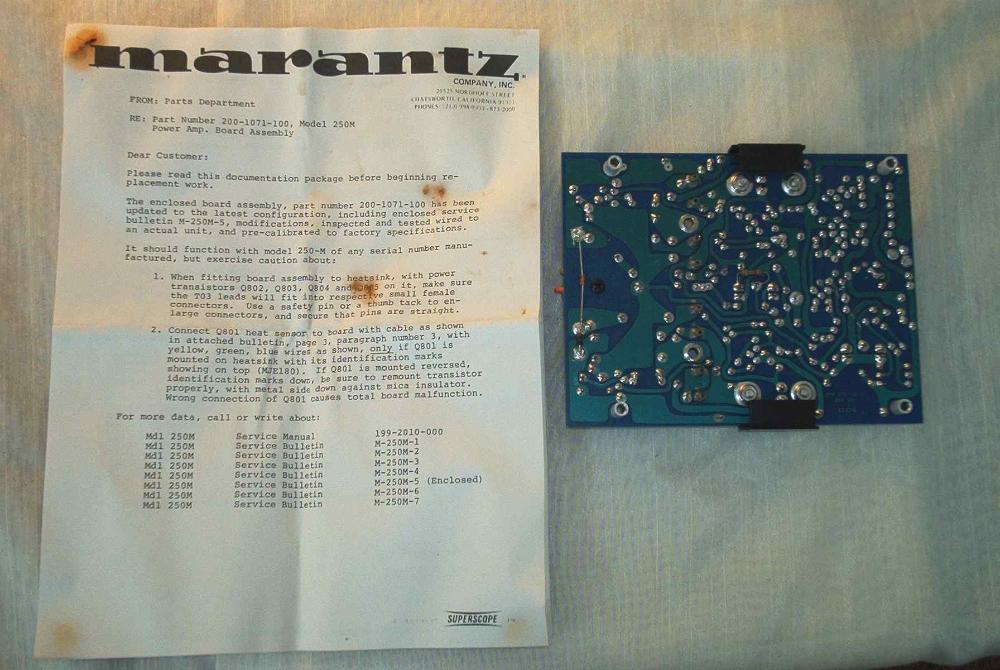 marantz
COMPANY, INC.
20525 NORDHOFF STREET
CHATSWORTH, CALIFORNIA 91311
PHONES: (213) 998-9333 - 873-2000
FROM: Parts Department
RE: Part Number 200-1071-100, Model 250M
Power Amp. Board Assembly
Dear Customer:
Please read this documentation package before beginning re-
placement work.
The enclosed board assembly, part number 200-1071-100 has been
updated to the latest configuration, including enclosed service
bulletin M-250M-5, modifications, inspected and tested wired to
an actual unit, and pre-calibrated to factory specifications.
It should function with model 250-M of any serial number manu-
factured, but exercise caution about:
1. When fitting board assembly to heatsink, with power
transistors Q802, Q803, Q804 and Q805 on it, make sure
the TO3 leads will fit into respective small female
connectors. Use a safety pin or a thumb tack to en-
large connectors, and secure that pins are straight.
2. Connect Q801 heat sensor to board with cable as shown
in attached bulletin, page 3, paragraph number 3, with
yellow, green, blue wires as shown, only if Q801 is
mounted on heatsink with its identification marks
showing on top (MJE180). If Q801 is mounted reversed,
identification marks down, be sure to remount transistor
properly, with metal side down against mica insulator.
Wrong connection of Q801 causes total board malfunction.
For more data, call or write about:
Mdl 250M Service Manual 199-2010-000
Mdl 250M Service Bulletin M-250M-1
Mdl 250M Service Bulletin M-250M-2
Mdl 250M Service Bulletin M-250M-3
Mdl 250M Service Bulletin M-250M-4
Mdl 250M Service Bulletin M-250M-5 (Enclosed)
Mdl 250M Service Bulletin M-250M-6
Mdl 250M Service Bulletin M-250M-7
SUPERSCOPE